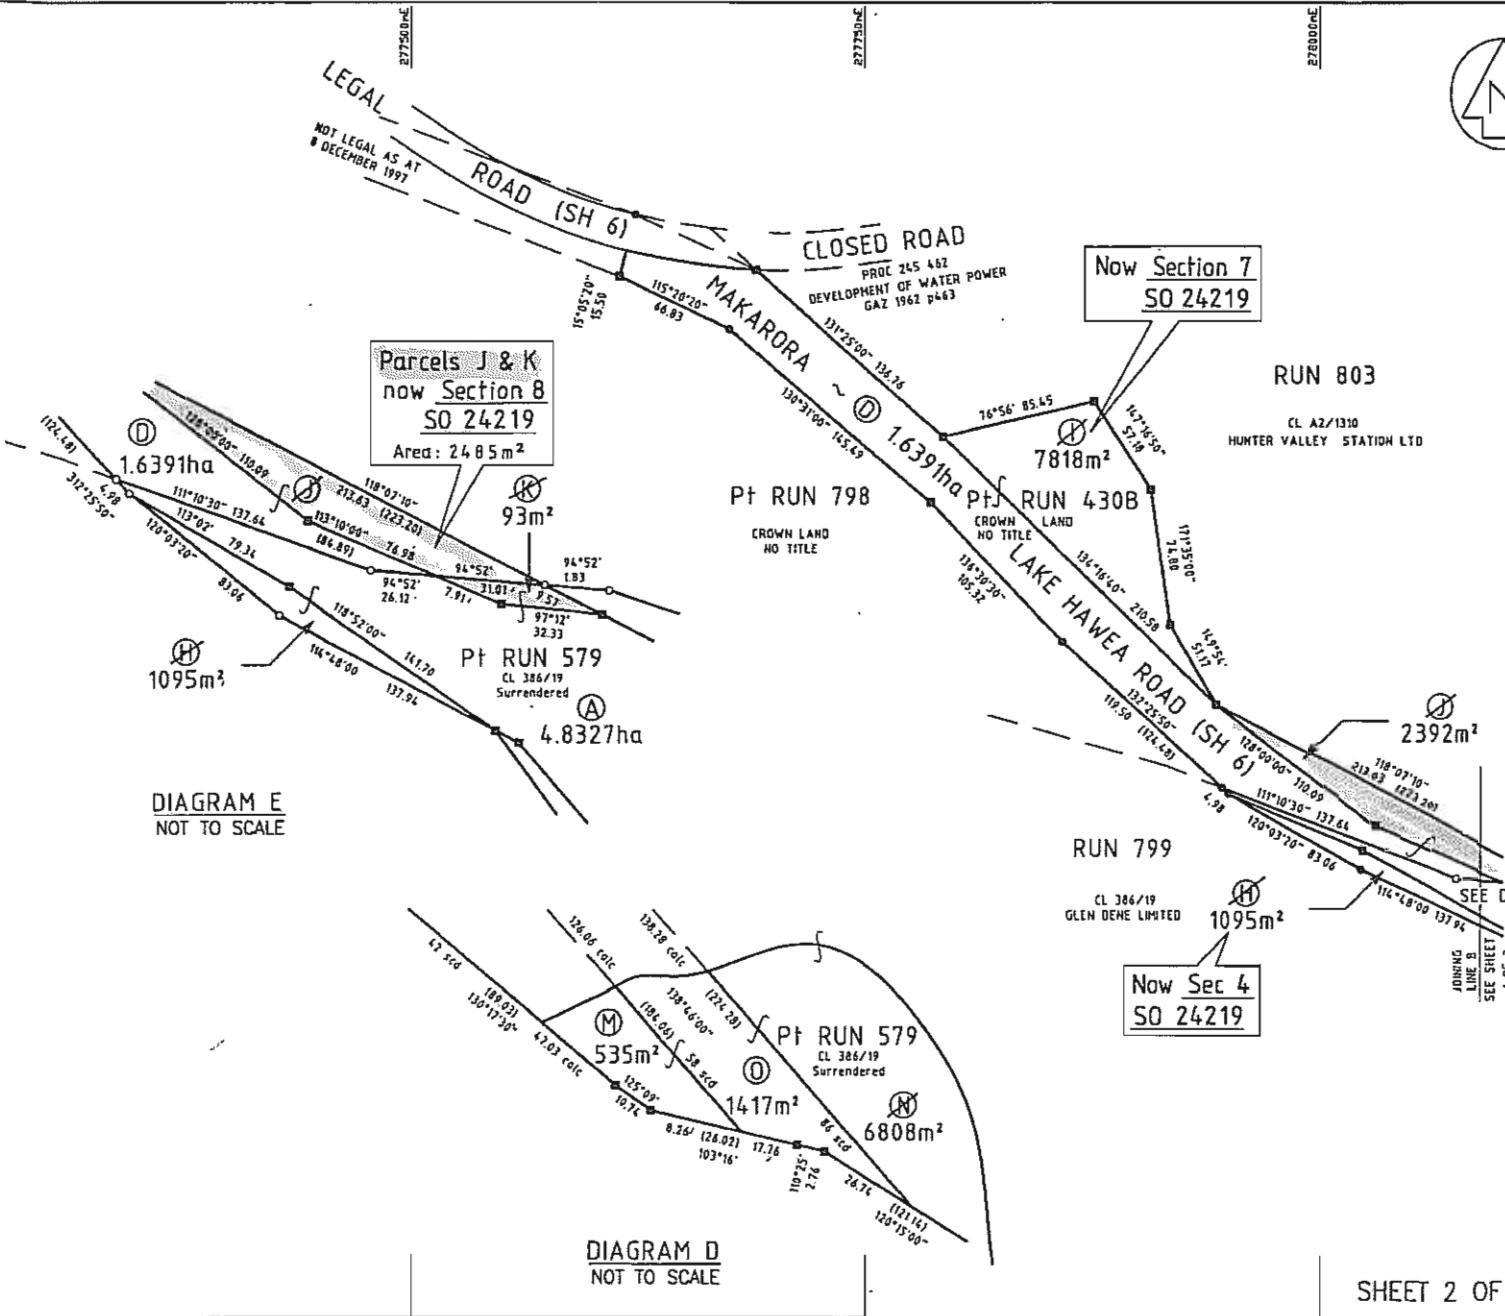 277500mE
277750mE
278000mE
N
LEGAL
NOT LEGAL AS AT
8 DECEMBER 1997
ROAD (SH 6)
CLOSED ROAD
PROC 245 462
DEVELOPMENT OF WATER POWER
GAZ 1962 p463
15°05'20"
15.50
115°20'20"
66.83
MAKARORA ~ D 1.6391ha
131°25'00" 136.76
130°31'00" 145.49
Now Section 7
SO 24219
76°56' 85.45
I
7818m²
147°16'50"
57.18
171°35'00"
74.80
149°54'
51.17
RUN 803
CL A2/1310
HUNTER VALLEY STATION LTD
Pt RUN 798
CROWN LAND
NO TITLE
Pt RUN 430B
CROWN LAND
NO TITLE
LAKE HAWEA ROAD (SH 6)
134°16'40" 210.58
136°30'30"
105.32
132°25'50"
119.50 (124.48)
J
2392m²
128°00'00" 110.09
118°07'10"
213.63 (223.20)
111°10'30" 137.64
4.98
120°03'20" 83.06
114°48'00 137.94
RUN 799
CL 386/19
GLEN DENE LIMITED
H
1095m²
Now Sec 4
SO 24219
SEE D
JOINING
LINE B
SEE SHEET
Parcels J & K
now Section 8
SO 24219
Area: 2485m²
(124.48)
D
1.6391ha
4.98
312°25'50"
110.09
J
118°07'10"
213.63 (223.20)
K
93m²
111°10'30" 137.64
(84.89)
113°10'00"
76.98
113°02'
79.34
120°03'20"
83.06
94°52'
26.12
7.91
94°52'
31.01
9.57
94°52'
1.83
97°12'
32.33
118°52'00"
141.70
114°48'00
137.94
H
1095m²
Pt RUN 579
CL 386/19
Surrendered
A
4.8327ha
DIAGRAM E
NOT TO SCALE
42 scd
(89.03)
130°17'30"
47.03 calc
126.06 calc
(184.06)
58 scd
138.28 calc
138°46'00"
(224.28)
86 scd
M
535m²
O
1417m²
Pt RUN 579
CL 386/19
Surrendered
N
6808m²
125°09'
10.74
8.26 (26.02) 17.76
103°16'
110°25'
2.76
26.74
(121.14)
120°15'00"
DIAGRAM D
NOT TO SCALE
SHEET 2 OF